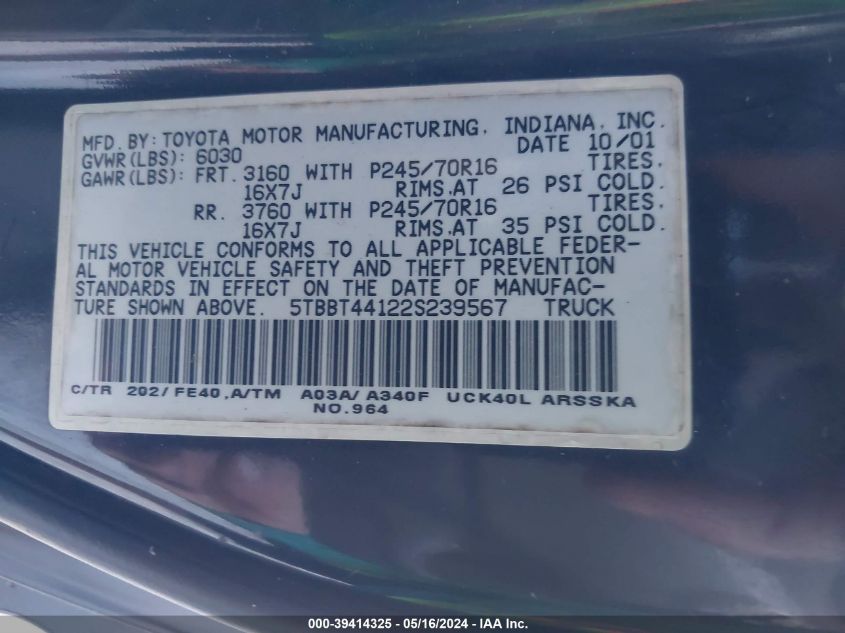 MFD. BY: TOYOTA MOTOR MANUFACTURING, INDIANA, INC.
GVWR(LBS): 6030 DATE 10/01
GAWR(LBS): FRT. 3160 WITH P245/70R16 TIRES,
16X7J RIMS,AT 26 PSI COLD.
RR. 3760 WITH P245/70R16 TIRES,
16X7J RIMS,AT 35 PSI COLD.
THIS VEHICLE CONFORMS TO ALL APPLICABLE FEDER-
AL MOTOR VEHICLE SAFETY AND THEFT PREVENTION
STANDARDS IN EFFECT ON THE DATE OF MANUFAC-
TURE SHOWN ABOVE. 5TBBT44122S239567 TRUCK
C/TR 202/FE40,A/TM A03A/A340F UCK40L ARSSKA
NO.964
000-39414325 - 05/16/2024 - IAA Inc.